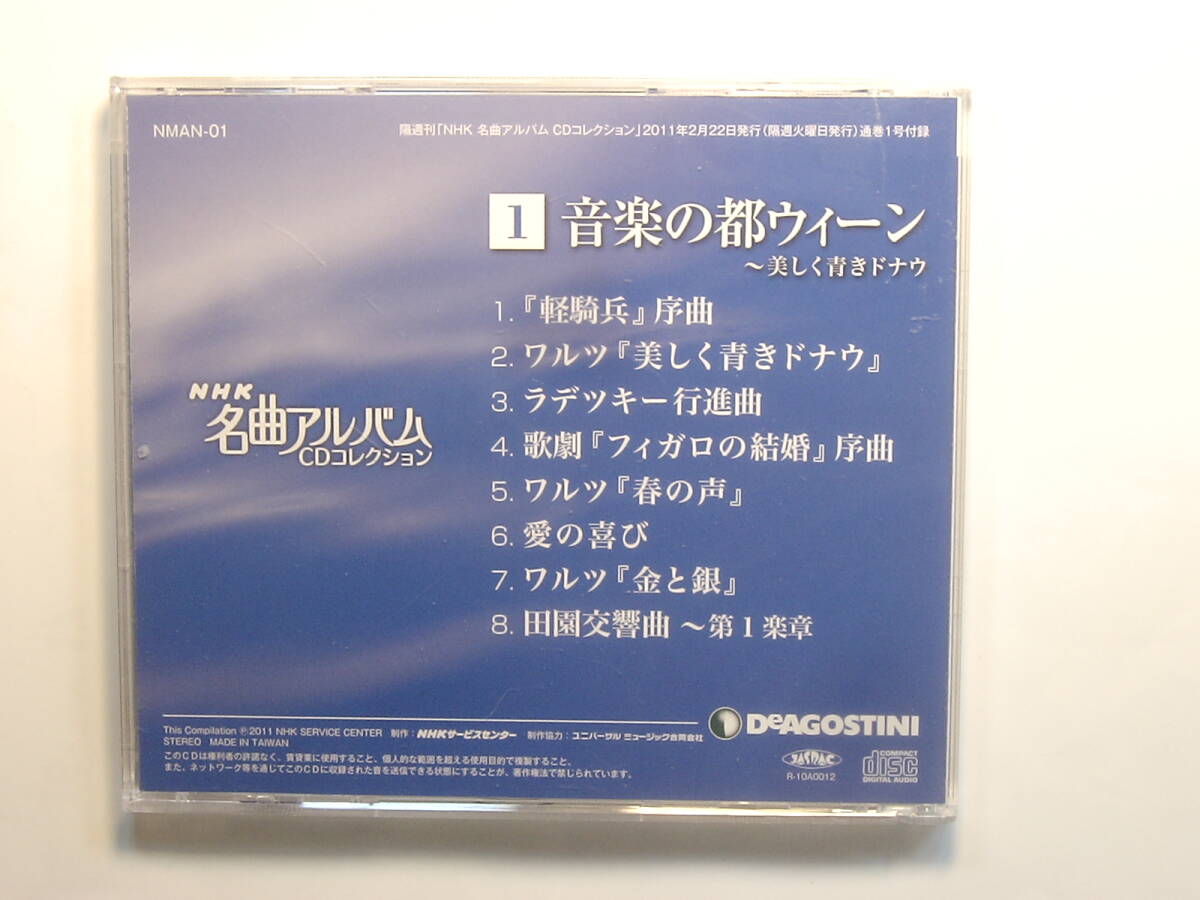 NMAN-01
隔週刊「NHK 名曲アルバム CDコレクション」2011年2月22日発行(隔週火曜日発行)通巻1号付録
1 音楽の都ウィーン
〜美しく青きドナウ
1.『軽騎兵』序曲
2. ワルツ『美しく青きドナウ』
3. ラデツキー行進曲
4. 歌劇『フィガロの結婚』序曲
5. ワルツ『春の声』
6. 愛の喜び
7. ワルツ『金と銀』
8. 田園交響曲 〜第1楽章
NHK
名曲アルバム
CDコレクション
DeAGOSTINI
This Compilation ℗2011 NHK SERVICE CENTER 制作:NHKサービスセンター 制作協力:ユニバーサル ミュージック合同会社
STEREO MADE IN TAIWAN
このCDは権利者の許諾なく、賃貸業に使用すること、個人的な範囲を超える使用目的で複製すること、
また、ネットワーク等を通じてこのCDに収録された音を送信できる状態にすることが、著作権法で禁じられています。
JASRAC
R-10A0012
COMPACT
disc
DIGITAL AUDIO